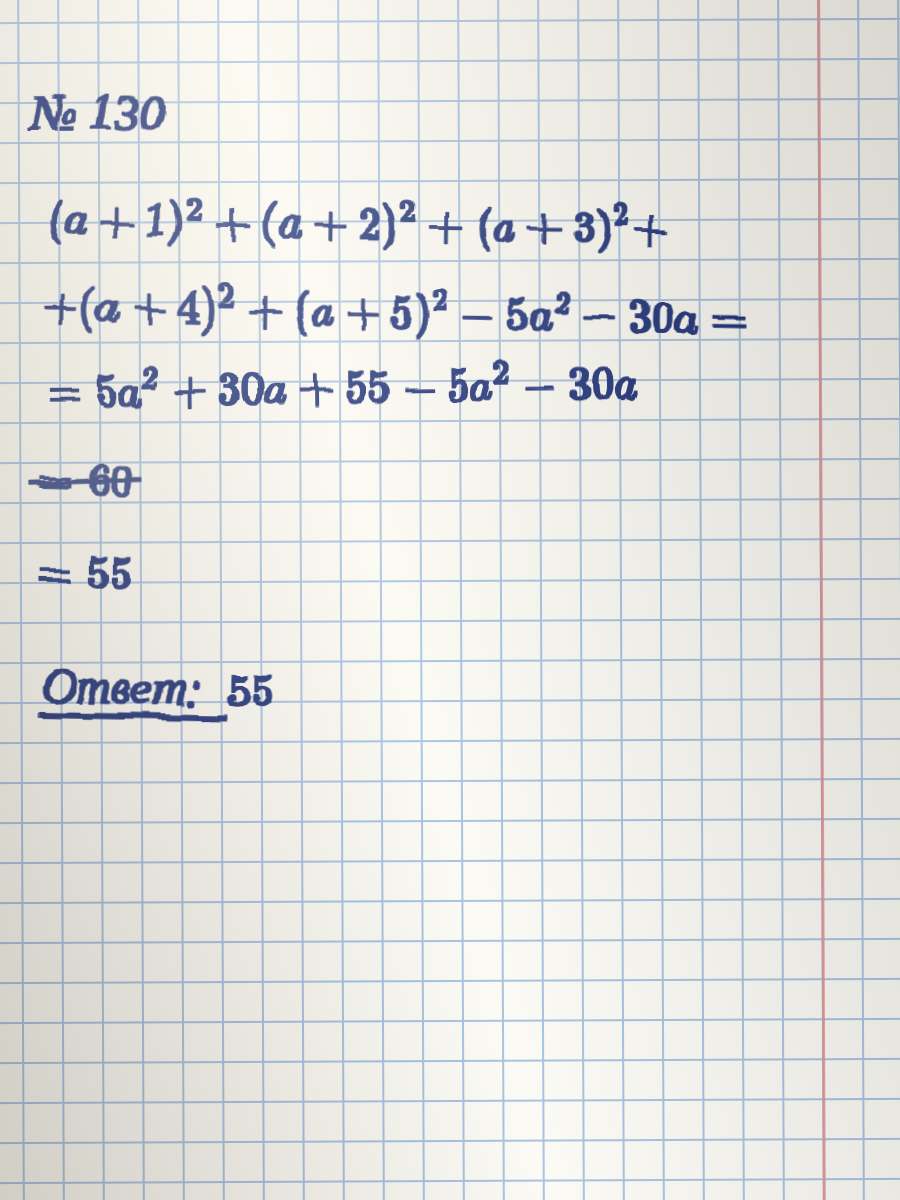 № 130
(a + 1)² + (a + 2)² + (a + 3)² +
+(a + 4)² + (a + 5)² − 5a² − 30a =
= 5a² + 30a + 55 − 5a² − 30a
= 60
= 55
Ответ: 55